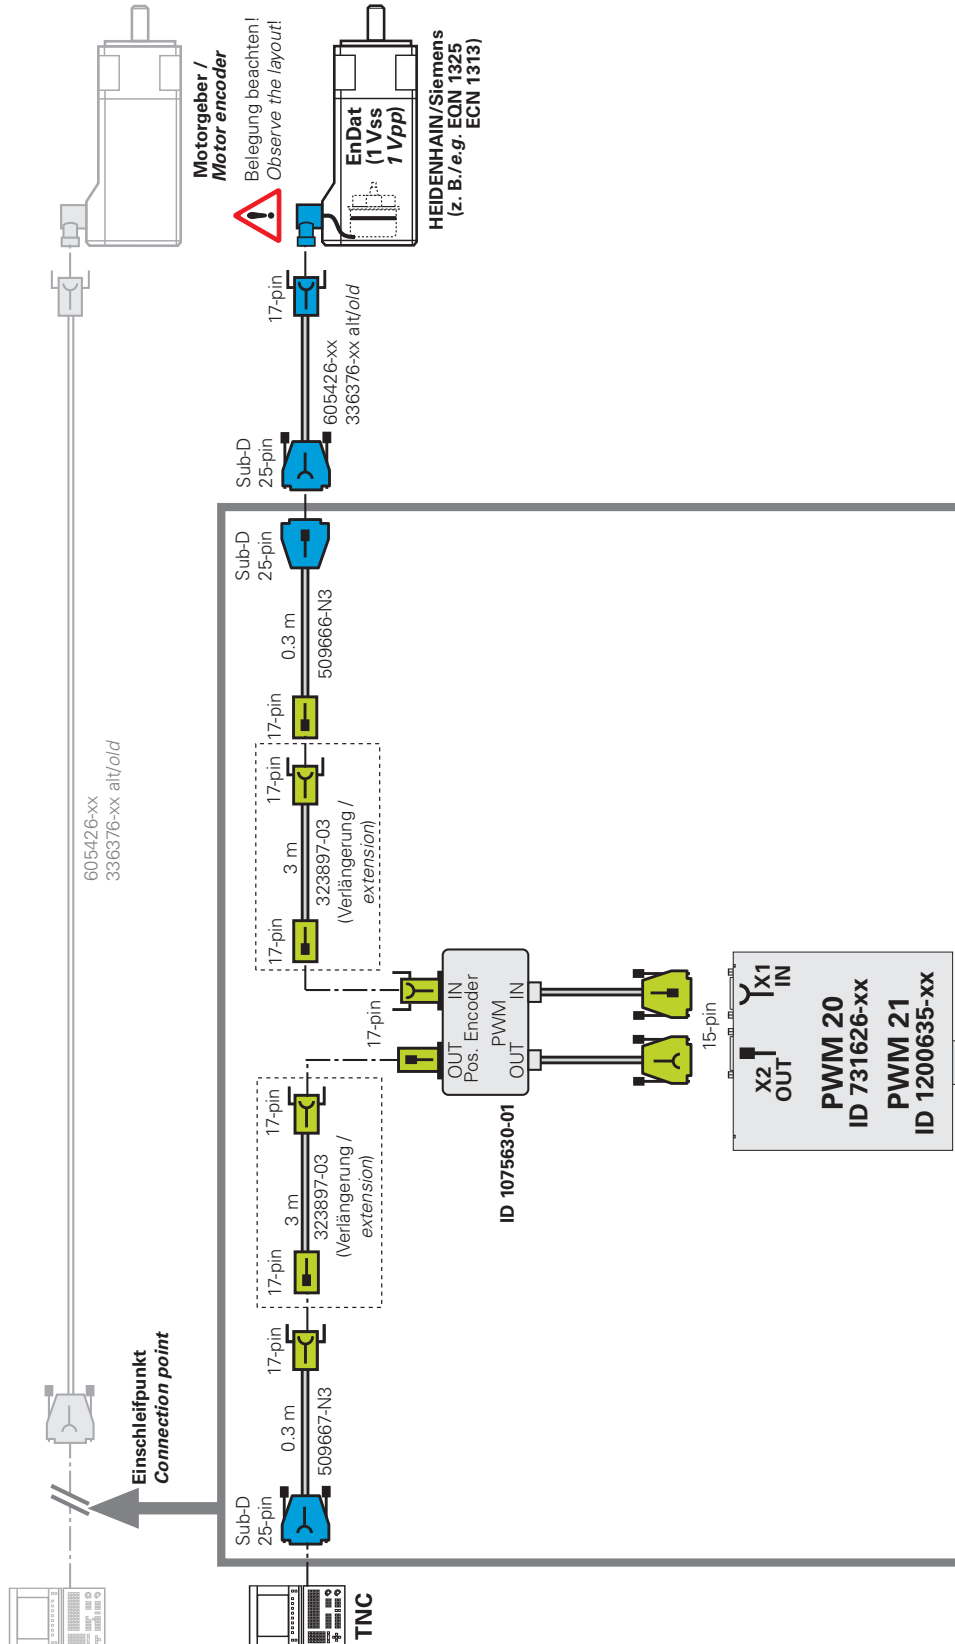 605426-xx
336376-xx alt/old
Einschleifpunkt
Connection point
Motorgeber /
Motor encoder
Belegung beachten!
Observe the layout!
TNC
Sub-D
25-pin
0.3 m
509667-N3
17-pin
17-pin
3 m
323897-03
(Verlängerung /
extension)
17-pin
17-pin
3 m
323897-03
(Verlängerung /
extension)
17-pin
17-pin
0.3 m
509666-N3
Sub-D
25-pin
Sub-D
25-pin
605426-xx
336376-xx alt/old
17-pin
EnDat
(1 Vss
1 Vpp)
HEIDENHAIN/Siemens
(z. B./e.g. EQN 1325
ECN 1313)
17-pin
OUT IN
Pos. Encoder
PWM
OUT IN
ID 1075630-01
15-pin
X2 X1
OUT IN
PWM 20
ID 731626-xx
PWM 21
ID 1200635-xx